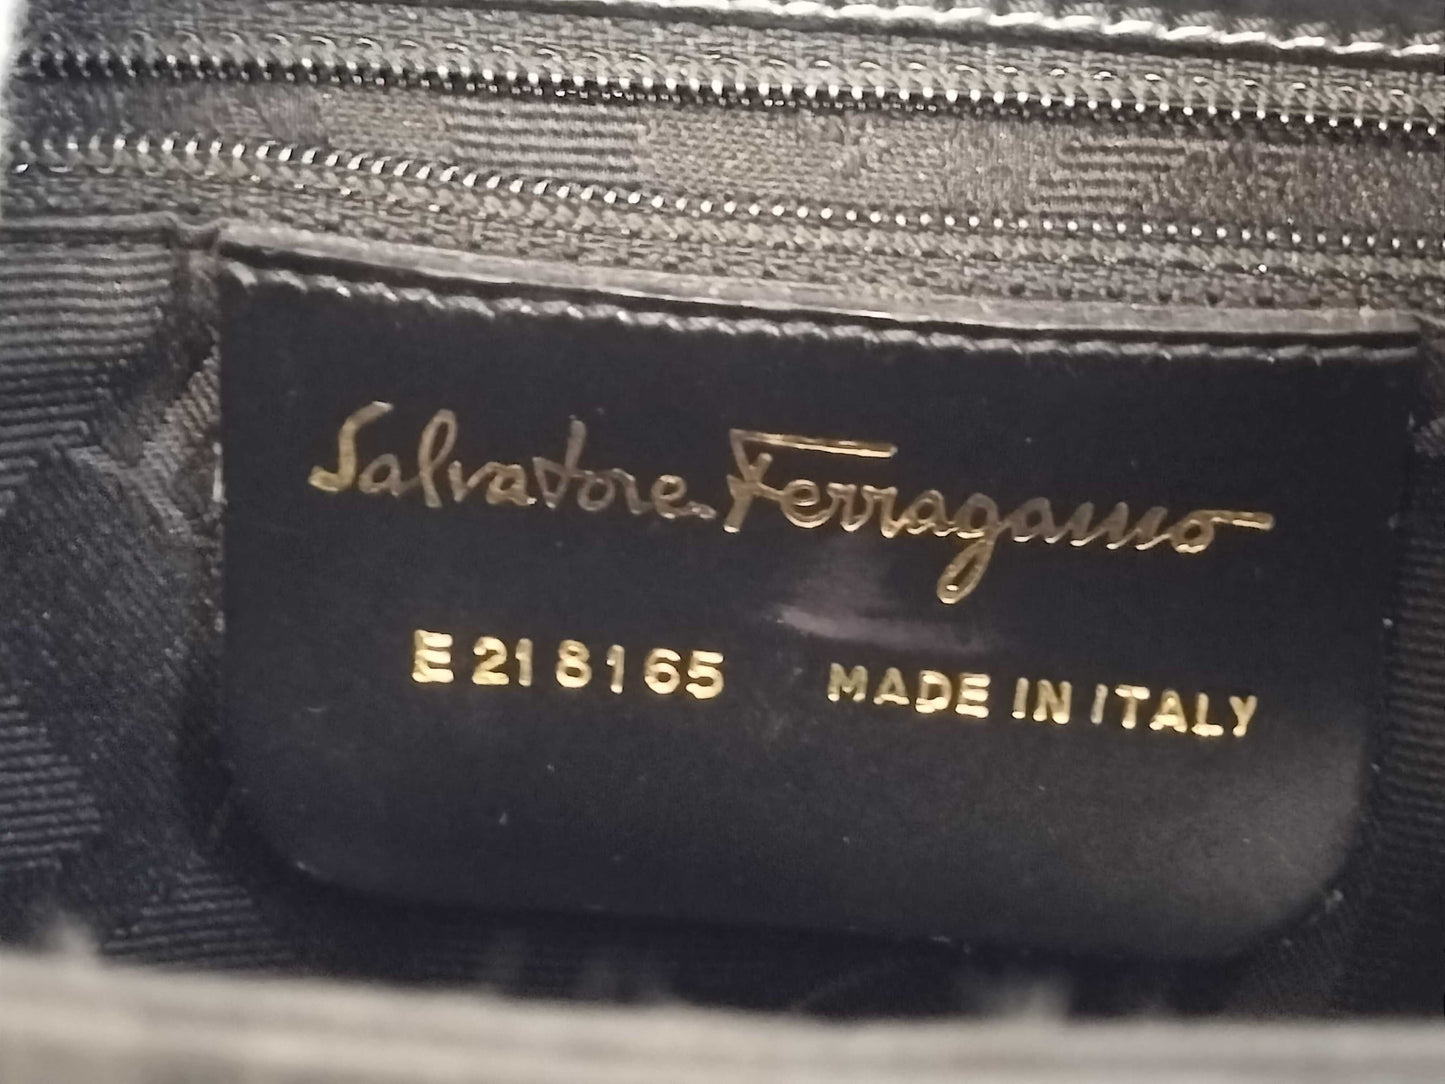 Salvatore Ferragamo
E 21 8165 MADE IN ITALY